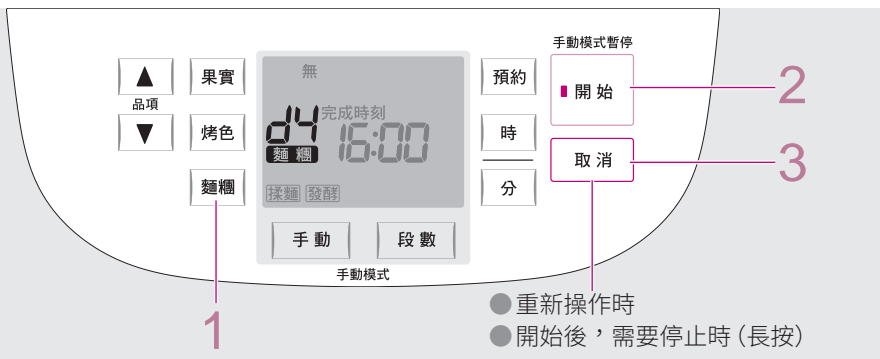 手動模式暫停
▲
品項
▼
果實
烤色
麵糰
無
完成時刻
d4
16:00
麵糰
揉麵 發酵
手動
段數
手動模式
預約
時
分
開始
取消
1
2
3
●重新操作時
●開始後，需要停止時（長按）